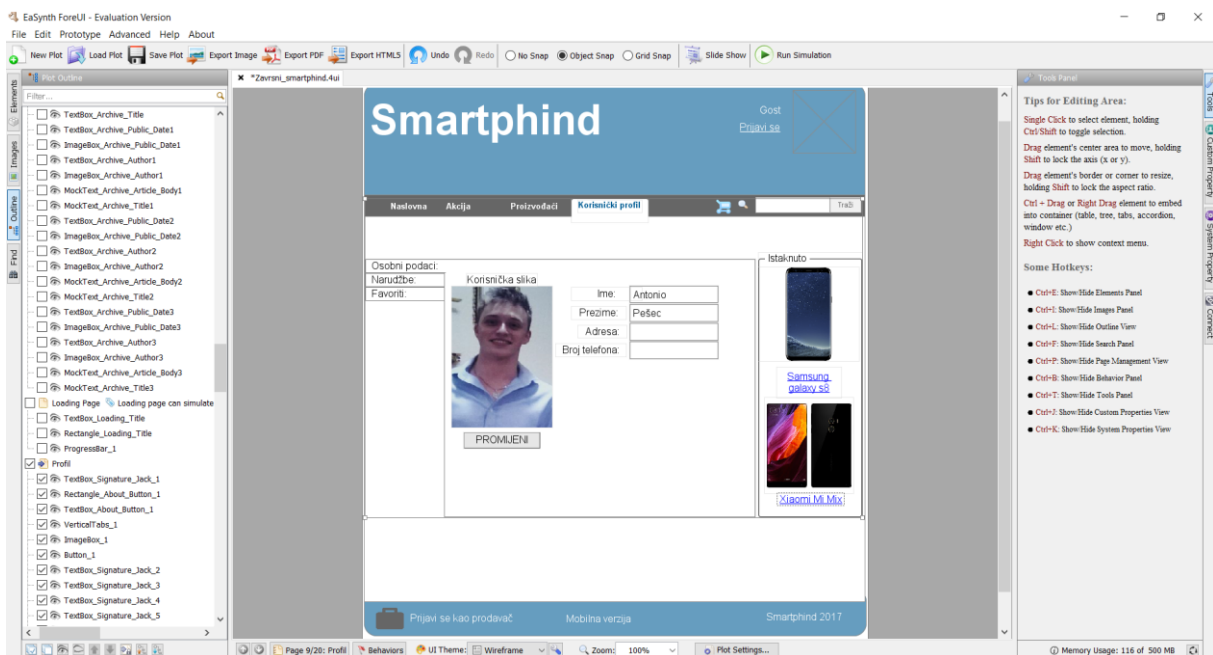 EaSynth ForeUI - Evaluation Version
File Edit Prototype Advanced Help About
New Plot Load Plot Save Plot Export Image Export PDF Export HTML5 Undo Redo No Snap Object Snap Grid Snap Slide Show Run Simulation
Elements
Images
Outline
Find
Plot Outline
Filter...
TextBox_Archive_Title
TextBox_Archive_Public_Date1
ImageBox_Archive_Public_Date1
TextBox_Archive_Author1
ImageBox_Archive_Author1
MockText_Archive_Article_Body1
MockText_Archive_Title1
TextBox_Archive_Public_Date2
ImageBox_Archive_Public_Date2
TextBox_Archive_Author2
ImageBox_Archive_Author2
MockText_Archive_Article_Body2
MockText_Archive_Title2
TextBox_Archive_Public_Date3
ImageBox_Archive_Public_Date3
TextBox_Archive_Author3
ImageBox_Archive_Author3
MockText_Archive_Article_Body3
MockText_Archive_Title3
Loading Page Loading page can simulate
TextBox_Loading_Title
Rectangle_Loading_Title
ProgressBar_1
Profil
TextBox_Signature_Jack_1
Rectangle_About_Button_1
TextBox_About_Button_1
VerticalTabs_1
ImageBox_1
Button_1
TextBox_Signature_Jack_2
TextBox_Signature_Jack_3
TextBox_Signature_Jack_4
TextBox_Signature_Jack_5
*Zavrsni_smartphind.4ui
Smartphind
Gost
Prijavi se
Naslovna Akcija Proizvođači Korisnički profil Traži
Osobni podaci:
Narudžbe:
Favoriti:
Korisnička slika
PROMIJENI
Ime: Antonio
Prezime: Pešec
Adresa:
Broj telefona:
Istaknuto
Samsung
galaxy s8
Xiaomi Mi Mix
Prijavi se kao prodavač Mobilna verzija Smartphind 2017
Page 9/20: Profil Behaviors UI Theme: Wireframe Zoom: 100% Plot Settings...
Tools Panel
Tips for Editing Area:
Single Click to select element, holding
Ctrl/Shift to toggle selection.
Drag element's center area to move, holding
Shift to lock the axis (x or y).
Drag element's border or corner to resize,
holding Shift to lock the aspect ratio.
Ctrl + Drag or Right Drag element to embed
into container (table, tree, tabs, accordion,
window etc.)
Right Click to show context menu.
Some Hotkeys:
Ctrl+E: Show/Hide Elements Panel
Ctrl+I: Show/Hide Images Panel
Ctrl+L: Show/Hide Outline View
Ctrl+F: Show/Hide Search Panel
Ctrl+P: Show/Hide Page Management View
Ctrl+B: Show/Hide Behavior Panel
Ctrl+T: Show/Hide Tools Panel
Ctrl+J: Show/Hide Custom Properties View
Ctrl+K: Show/Hide System Properties View
Tools
Custom Property
System Property
Connect
Memory Usage: 116 of 500 MB